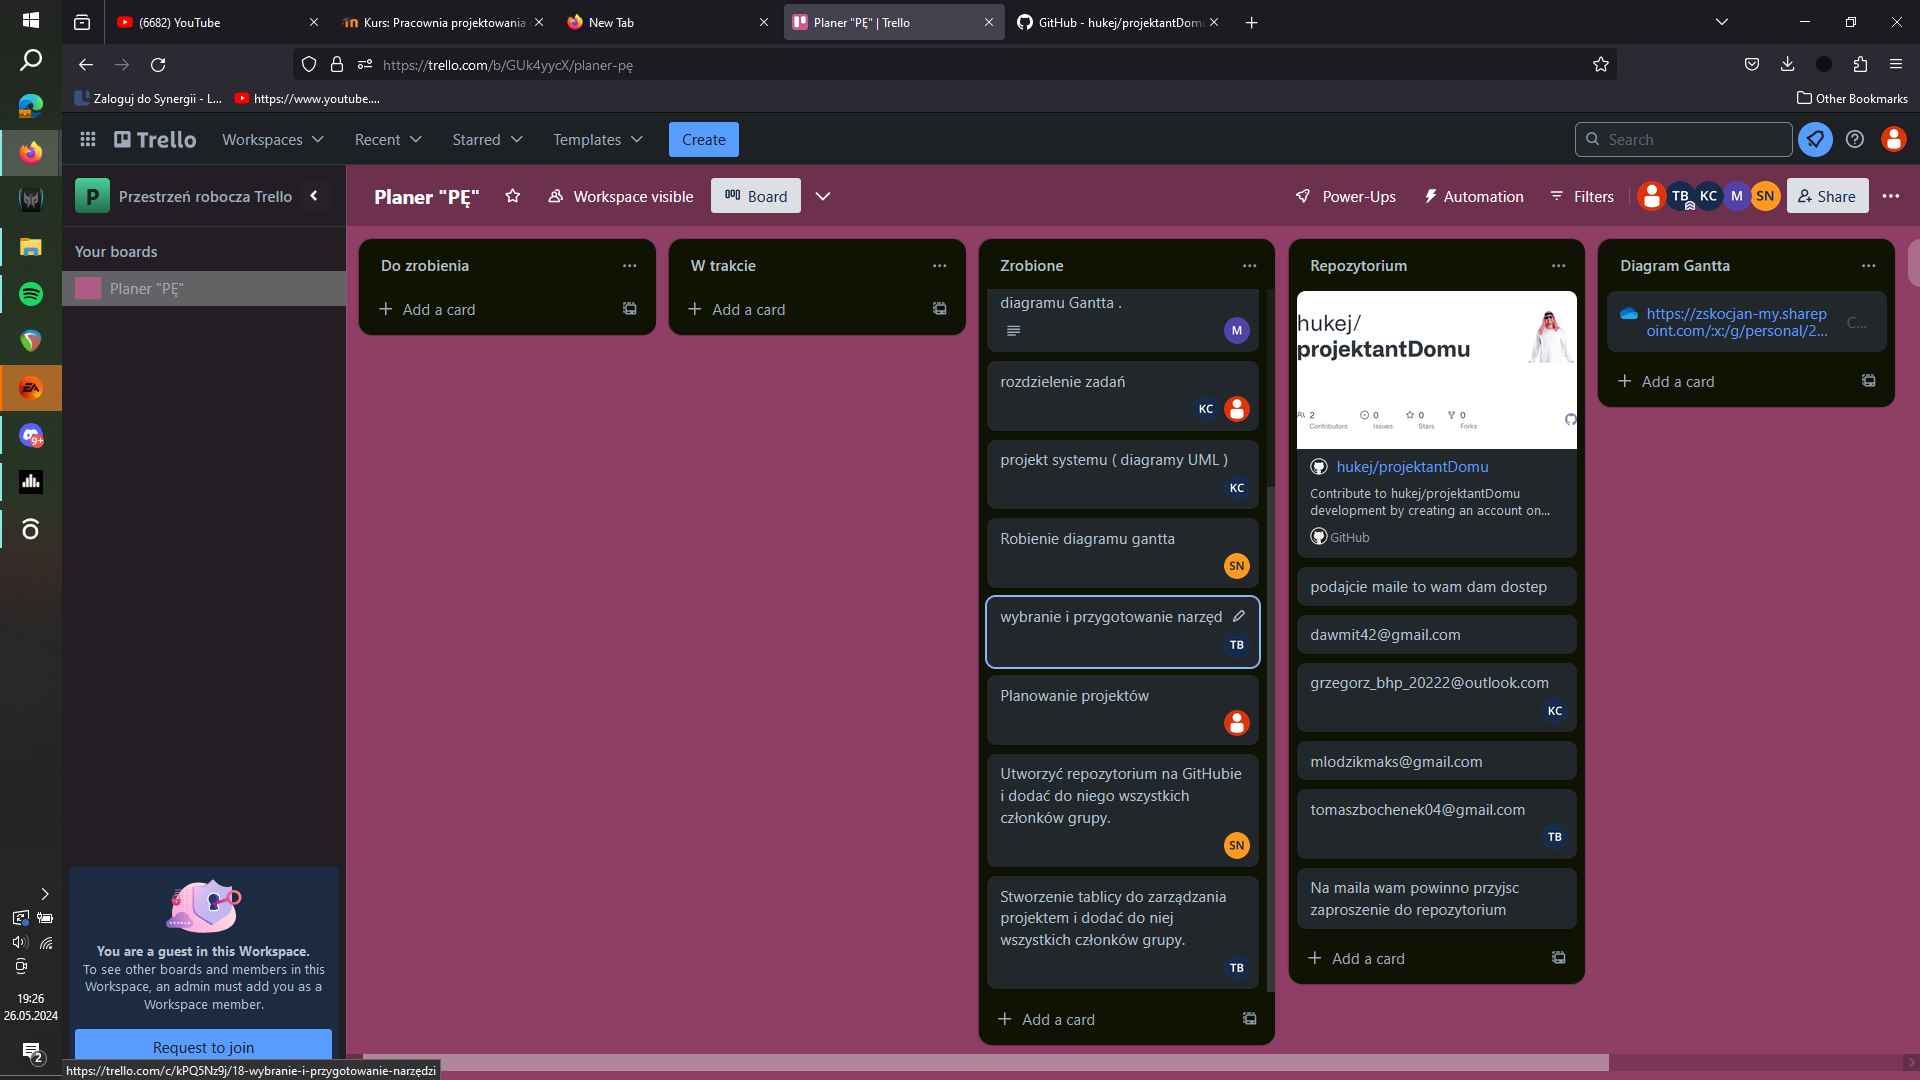 (6682) YouTube
Kurs: Pracownia projektowania
New Tab
Planer "PĘ" | Trello
GitHub - hukej/projektantDomu
https://trello.com/b/GUk4yycX/planer-pę
Zaloguj do Synergii - L...
https://www.youtube....
Other Bookmarks
Trello
Workspaces
Recent
Starred
Templates
Create
Search
P
Przestrzeń robocza Trello
Planer "PĘ"
Workspace visible
Board
Power-Ups
Automation
Filters
TB
KC
M
SN
Share
Your boards
Planer "PĘ"
Do zrobienia
Add a card
W trakcie
Add a card
Zrobione
diagramu Gantta .
M
rozdzielenie zadań
KC
projekt systemu ( diagramy UML )
KC
Robienie diagramu gantta
SN
wybranie i przygotowanie narzęd
TB
Planowanie projektów
Utworzyć repozytorium na GitHubie
i dodać do niego wszystkich
członków grupy.
SN
Stworzenie tablicy do zarządzania
projektem i dodać do niej
wszystkich członków grupy.
TB
Add a card
Repozytorium
hukej/
projektantDomu
2
Contributors
0
Issues
0
Stars
0
Forks
hukej/projektantDomu
Contribute to hukej/projektantDomu
development by creating an account on...
GitHub
podajcie maile to wam dam dostep
dawmit42@gmail.com
grzegorz_bhp_20222@outlook.com
KC
mlodzikmaks@gmail.com
tomaszbochenek04@gmail.com
TB
Na maila wam powinno przyjsc
zaproszenie do repozytorium
Add a card
Diagram Gantta
https://zskocjan-my.sharep
oint.com/:x:/g/personal/2...
C...
Add a card
EA
9+
19:26
26.05.2024
2
You are a guest in this Workspace.
To see other boards and members in this
Workspace, an admin must add you as a
Workspace member.
Request to join
https://trello.com/c/kPQ5Nz9j/18-wybranie-i-przygotowanie-narzędzi